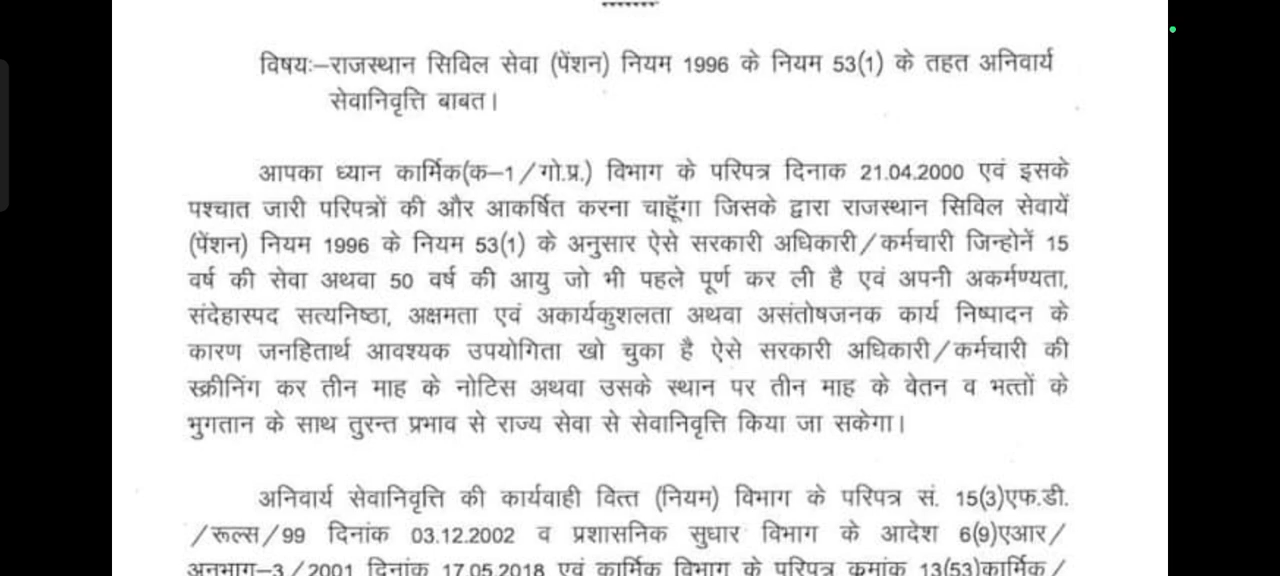 विषयः–राजस्थान सिविल सेवा (पेंशन) नियम 1996 के नियम 53(1) के तहत अनिवार्य
सेवानिवृत्ति बाबत।
आपका ध्यान कार्मिक(क–1/गो.प्र.) विभाग के परिपत्र दिनाक 21.04.2000 एवं इसके
पश्चात जारी परिपत्रों की और आकर्षित करना चाहूँगा जिसके द्वारा राजस्थान सिविल सेवायें
(पेंशन) नियम 1996 के नियम 53(1) के अनुसार ऐसे सरकारी अधिकारी/कर्मचारी जिन्होनें 15
वर्ष की सेवा अथवा 50 वर्ष की आयु जो भी पहले पूर्ण कर ली है एवं अपनी अकर्मण्यता,
संदेहास्पद सत्यनिष्ठा, अक्षमता एवं अकार्यकुशलता अथवा असंतोषजनक कार्य निष्पादन के
कारण जनहितार्थ आवश्यक उपयोगिता खो चुका है ऐसे सरकारी अधिकारी/कर्मचारी की
स्क्रीनिंग कर तीन माह के नोटिस अथवा उसके स्थान पर तीन माह के वेतन व भत्तों के
भुगतान के साथ तुरन्त प्रभाव से राज्य सेवा से सेवानिवृत्ति किया जा सकेगा।
अनिवार्य सेवानिवृत्ति की कार्यवाही वित्त (नियम) विभाग के परिपत्र सं. 15(3)एफ.डी.
/रूल्स/99 दिनांक 03.12.2002 व प्रशासनिक सुधार विभाग के आदेश 6(9)एआर/
अनुभाग–3/2001 दिनांक 17.05.2018 एवं कार्मिक विभाग के परिपत्र क्रमांक 13(53)कार्मिक/